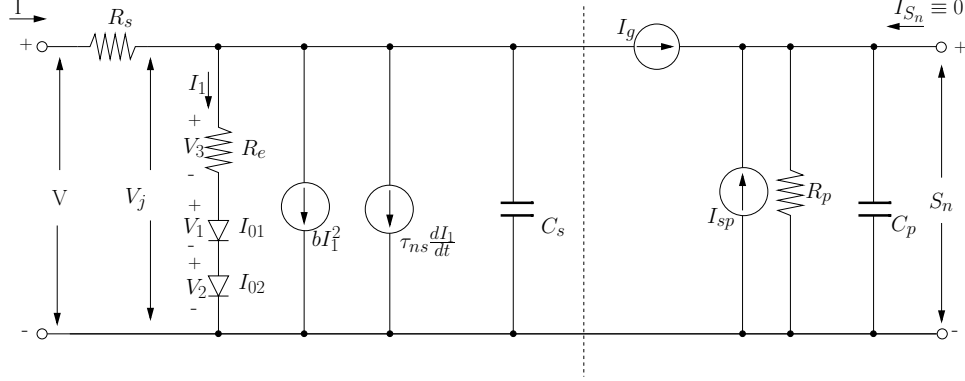 I
R_s
I_g
I_{S_n} ≡ 0
+
+
I_1
+
V_3
R_e
-
V
V_j
+
V_1
I_{01}
-
+
V_2
I_{02}
-
bI_1^2
τ_{ns} \frac{dI_1}{dt}
C_s
I_{sp}
R_p
C_p
S_n
-
-